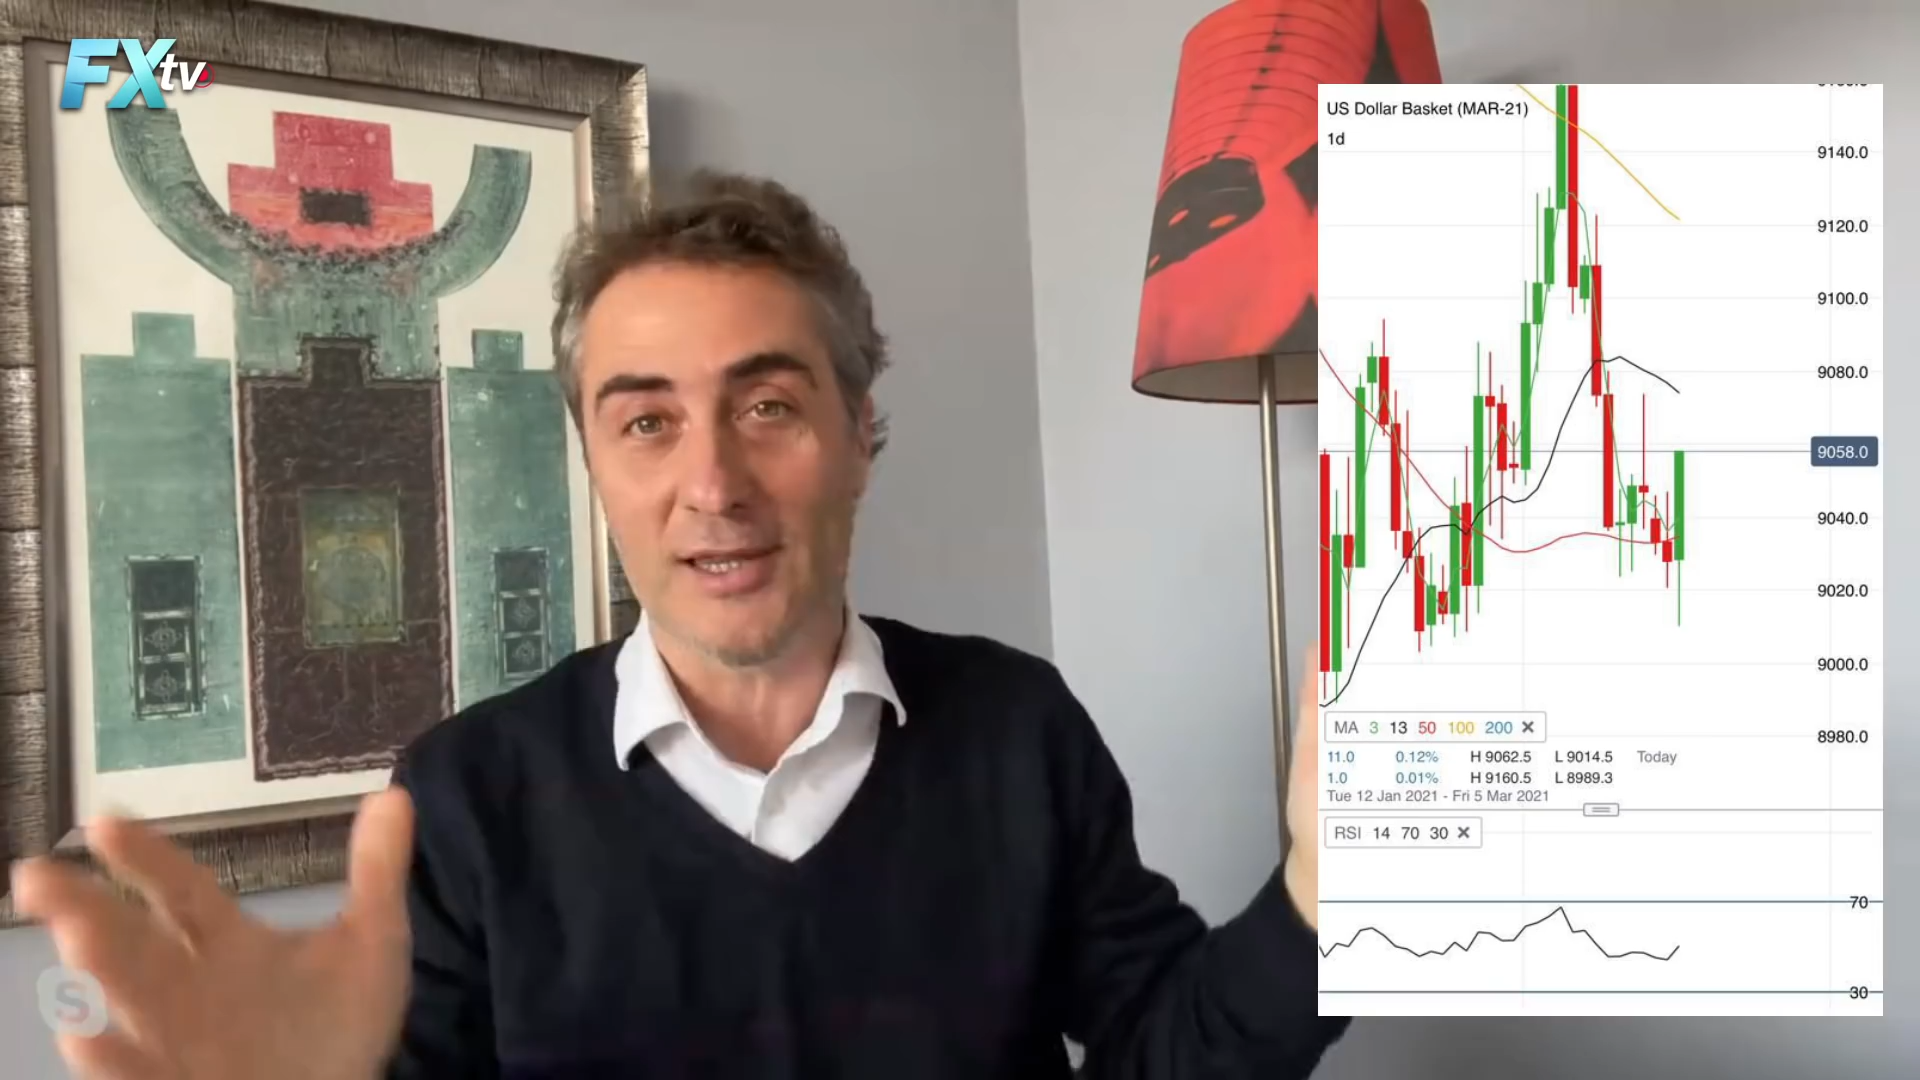 FXtv
US Dollar Basket (MAR-21)
1d
9140.0
9120.0
9100.0
9080.0
9058.0
9040.0
9020.0
9000.0
8980.0
MA 3 13 50 100 200 ✕
11.0 0.12% H 9062.5 L 9014.5 Today
1.0 0.01% H 9160.5 L 8989.3
Tue 12 Jan 2021 - Fri 5 Mar 2021
RSI 14 70 30 ✕
70
30
S